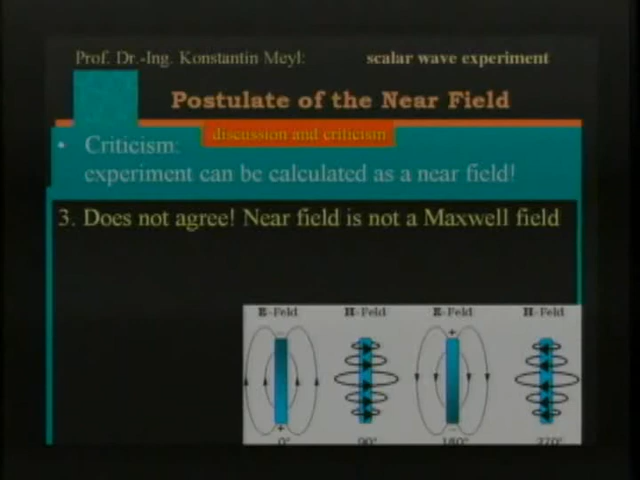 Prof. Dr.-Ing. Konstantin Meyl: scalar wave experiment
Postulate of the Near Field
discussion and criticism
• Criticism:
experiment can be calculated as a near field!
3. Does not agree! Near field is not a Maxwell field
E-Feld H-Feld E-Feld H-Feld
- +
+ -
0° 90° 180° 270°